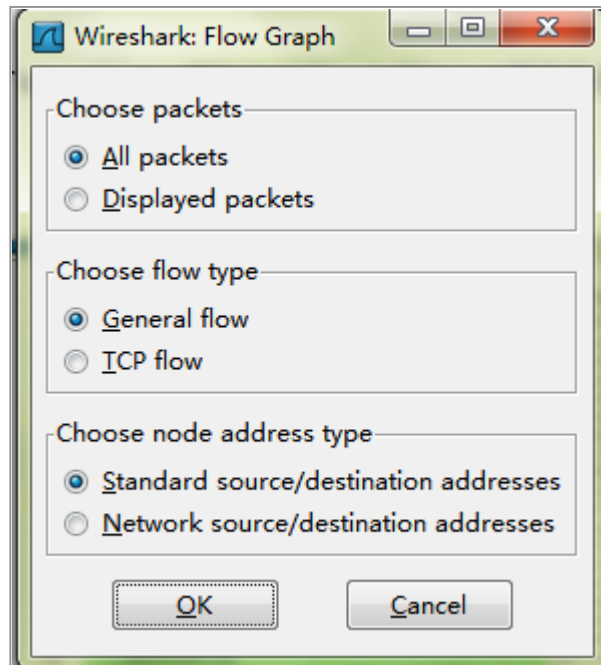 Wireshark: Flow Graph
Choose packets
All packets
Displayed packets
Choose flow type
General flow
TCP flow
Choose node address type
Standard source/destination addresses
Network source/destination addresses
OK
Cancel